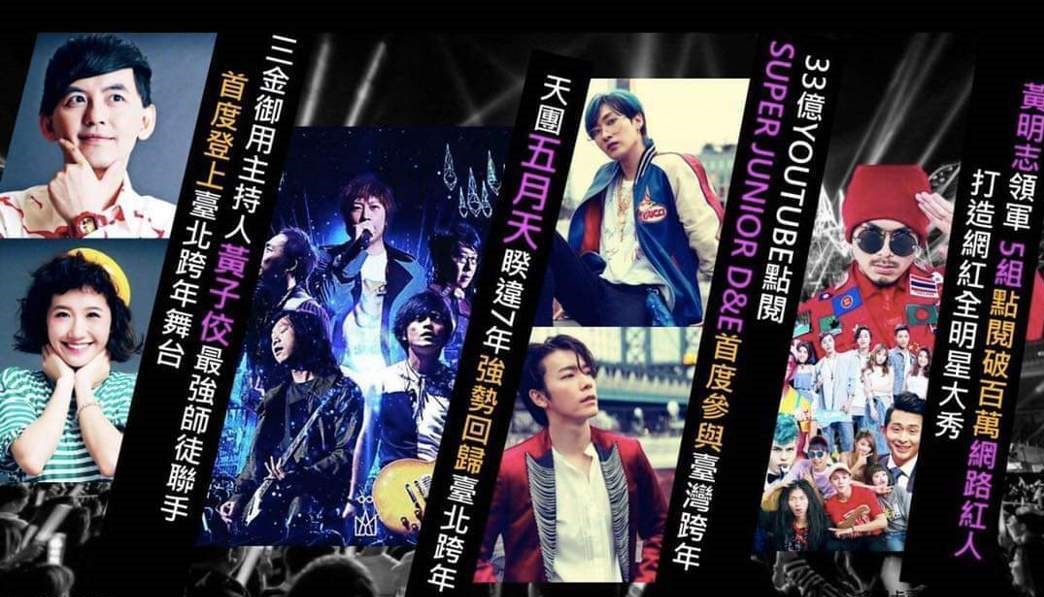 三金御用主持人黃子佼 最強師徒聯手
首度登上臺北跨年舞台
天團五月天睽違7年強勢回歸臺北跨年
33億YOUTUBE點閱
SUPER JUNIOR D&E首度參與臺灣跨年
黃明志領軍 5組點閱破百萬網路紅人
打造網紅全明星大秀